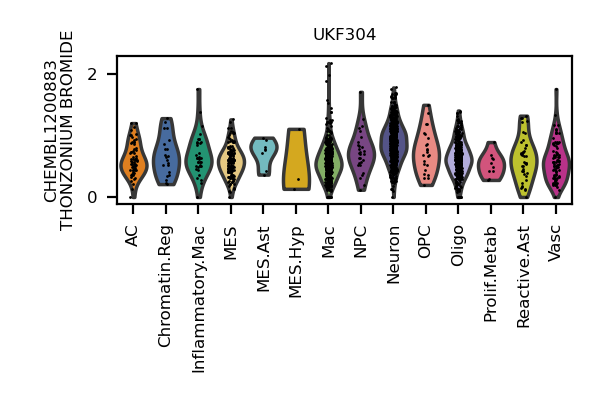 UKF304
CHEMBL1200883
THONZONIUM BROMIDE
2
0
AC
Chromatin.Reg
Inflammatory.Mac
MES
MES.Ast
MES.Hyp
Mac
NPC
Neuron
OPC
Oligo
Prolif.Metab
Reactive.Ast
Vasc